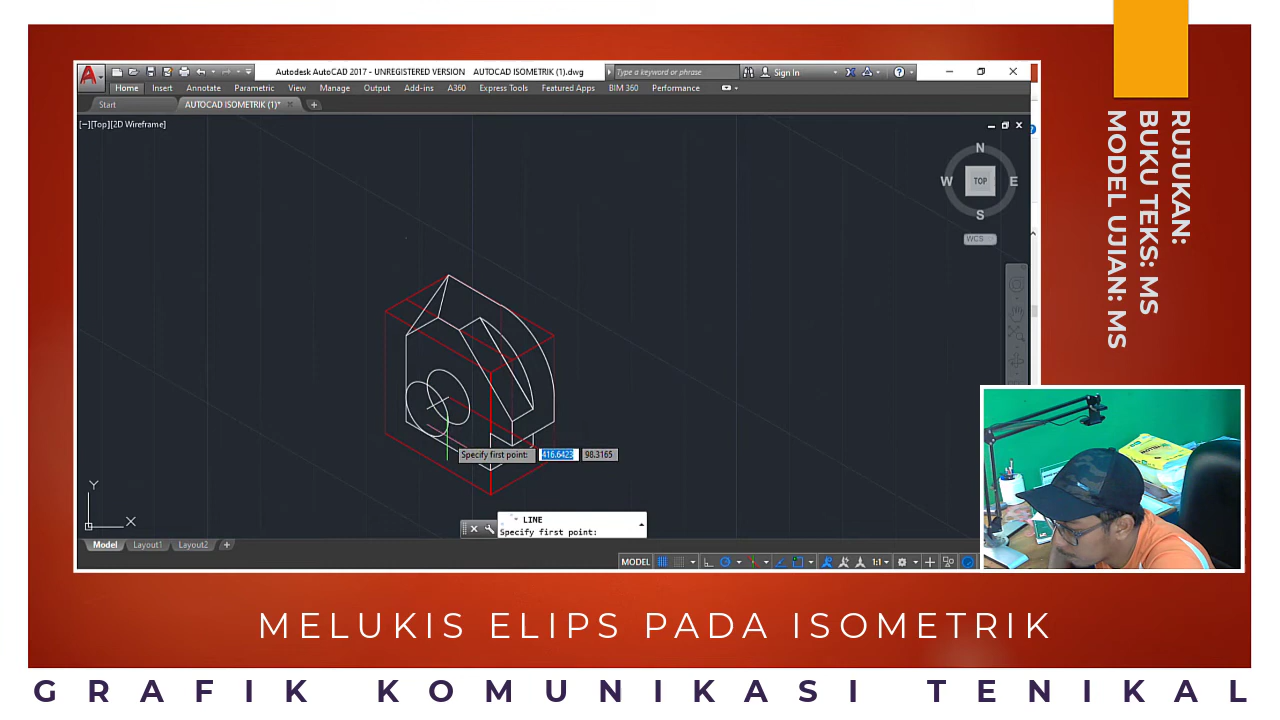 Autodesk AutoCAD 2017 - UNREGISTERED VERSION AUTOCAD ISOMETRIK (1).dwg
Type a keyword or phrase
Sign In
Home Insert Annotate Parametric View Manage Output Add-ins A360 Express Tools Featured Apps BIM 360 Performance
Start AUTOCAD ISOMETRIK (1)*
[−][Top][2D Wireframe]
N
W TOP E
S
WCS
Specify first point: 416.6423 98.3165
Y
X
LINE
Specify first point:
Model Layout1 Layout2 +
MODEL 1:1
RUJUKAN:
BUKU TEKS: MS
MODEL UJIAN: MS
MELUKIS ELIPS PADA ISOMETRIK
GRAFIK KOMUNIKASI TENIKAL